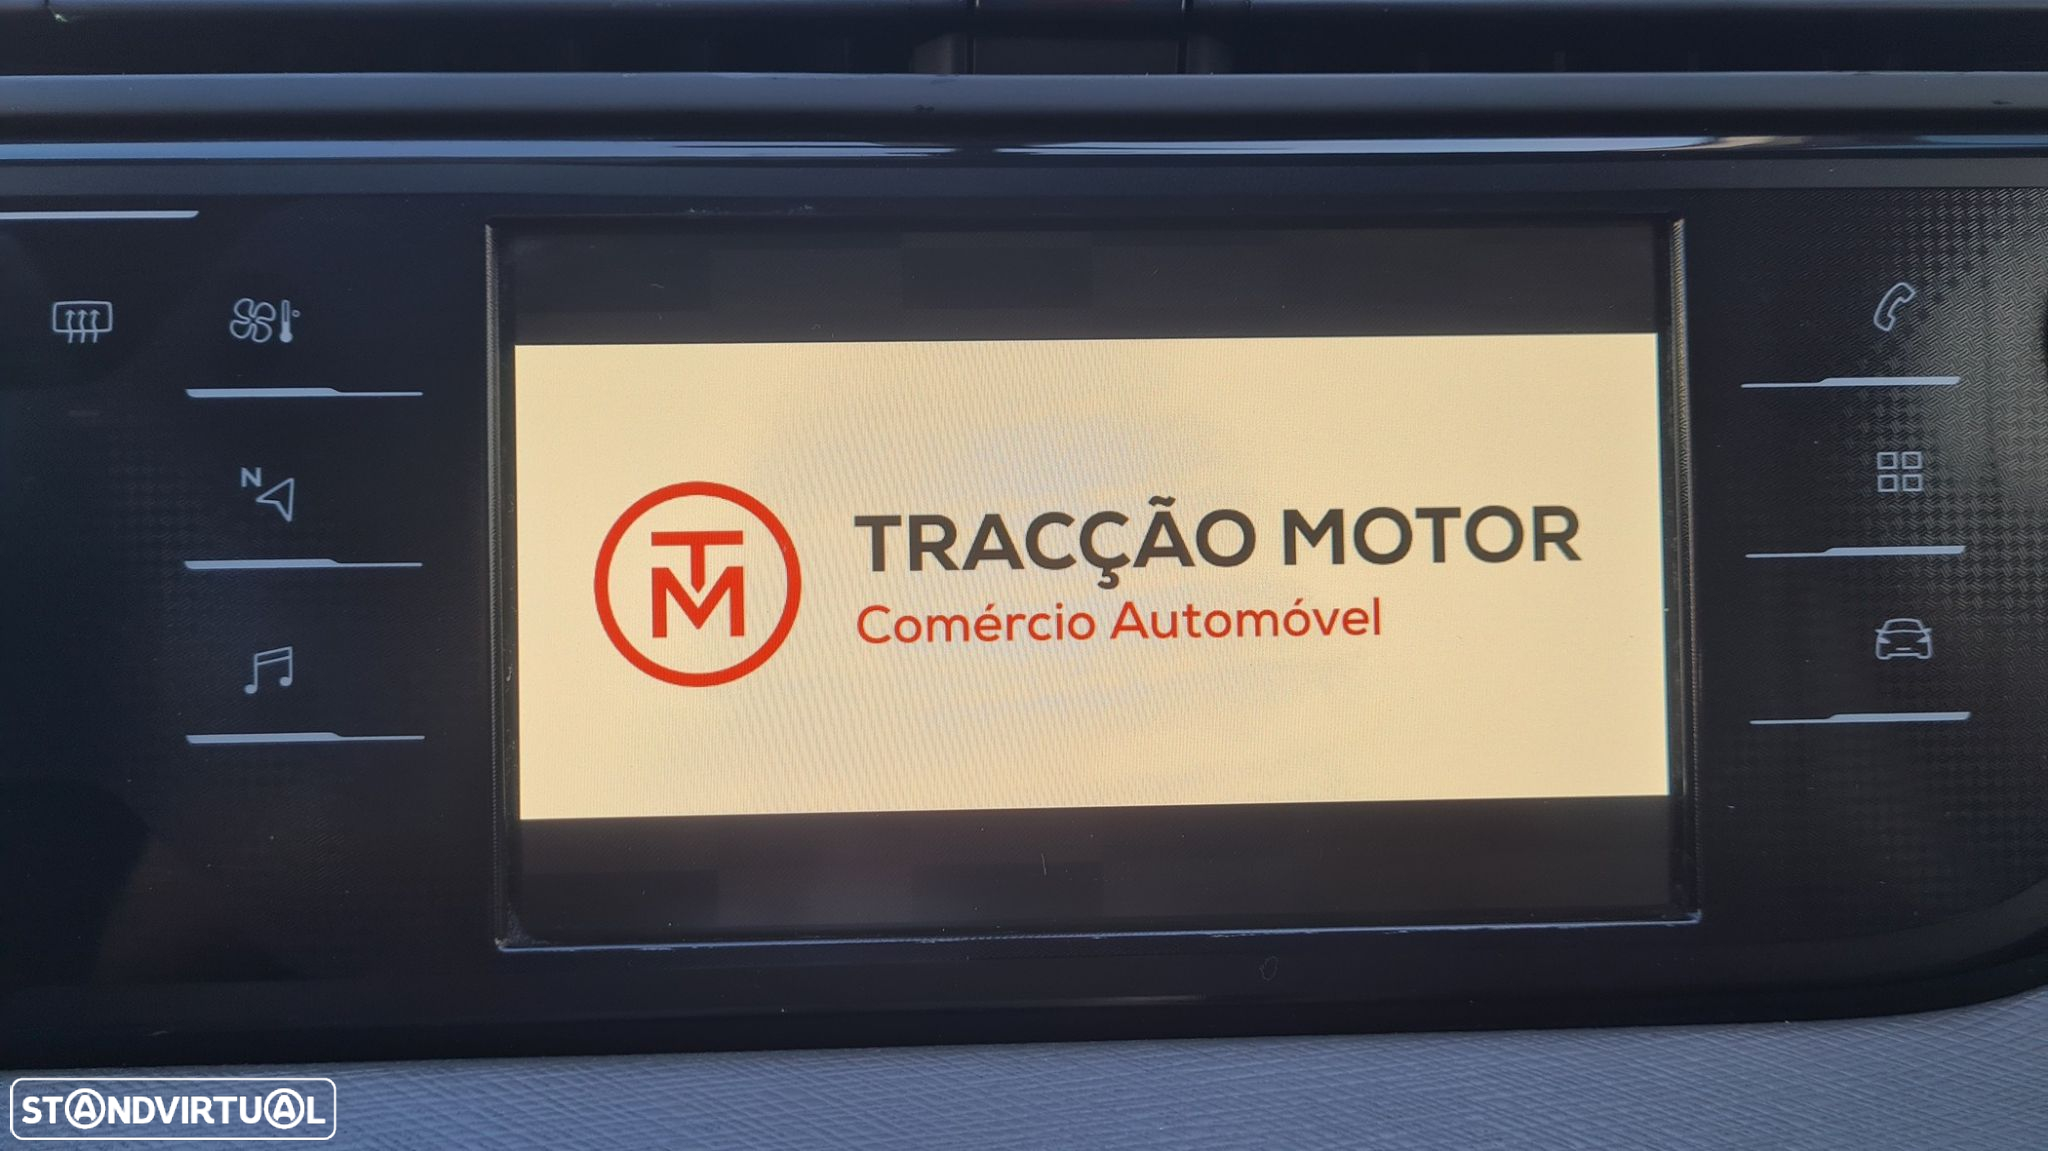 N
TM
TRACÇÃO MOTOR
Comércio Automóvel
STANDVIRTUAL